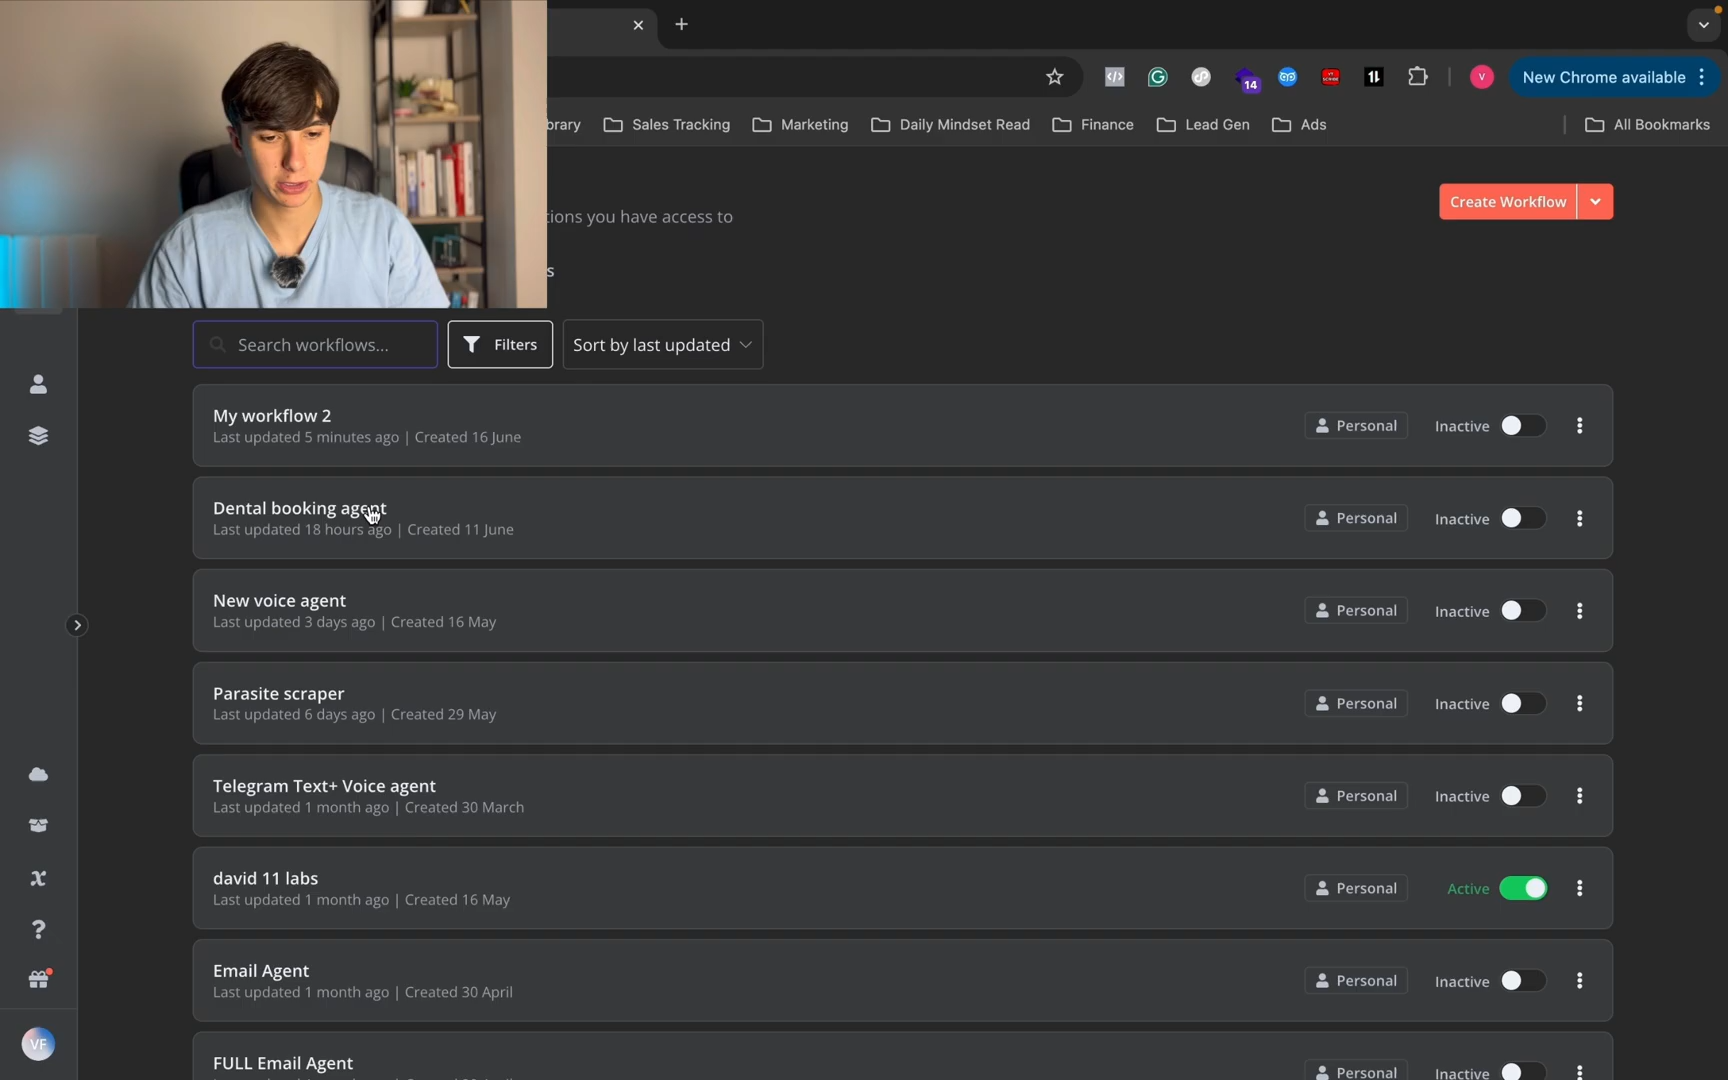 New Chrome available
14
V
brary
Sales Tracking
Marketing
Daily Mindset Read
Finance
Lead Gen
Ads
All Bookmarks
tions you have access to
Create Workflow
s
Search workflows...
Filters
Sort by last updated
My workflow 2
Last updated 5 minutes ago | Created 16 June
Personal
Inactive
Dental booking agent
Last updated 18 hours ago | Created 11 June
Personal
Inactive
New voice agent
Last updated 3 days ago | Created 16 May
Personal
Inactive
Parasite scraper
Last updated 6 days ago | Created 29 May
Personal
Inactive
Telegram Text+ Voice agent
Last updated 1 month ago | Created 30 March
Personal
Inactive
david 11 labs
Last updated 1 month ago | Created 16 May
Personal
Active
Email Agent
Last updated 1 month ago | Created 30 April
Personal
Inactive
FULL Email Agent
Personal
Inactive
VF